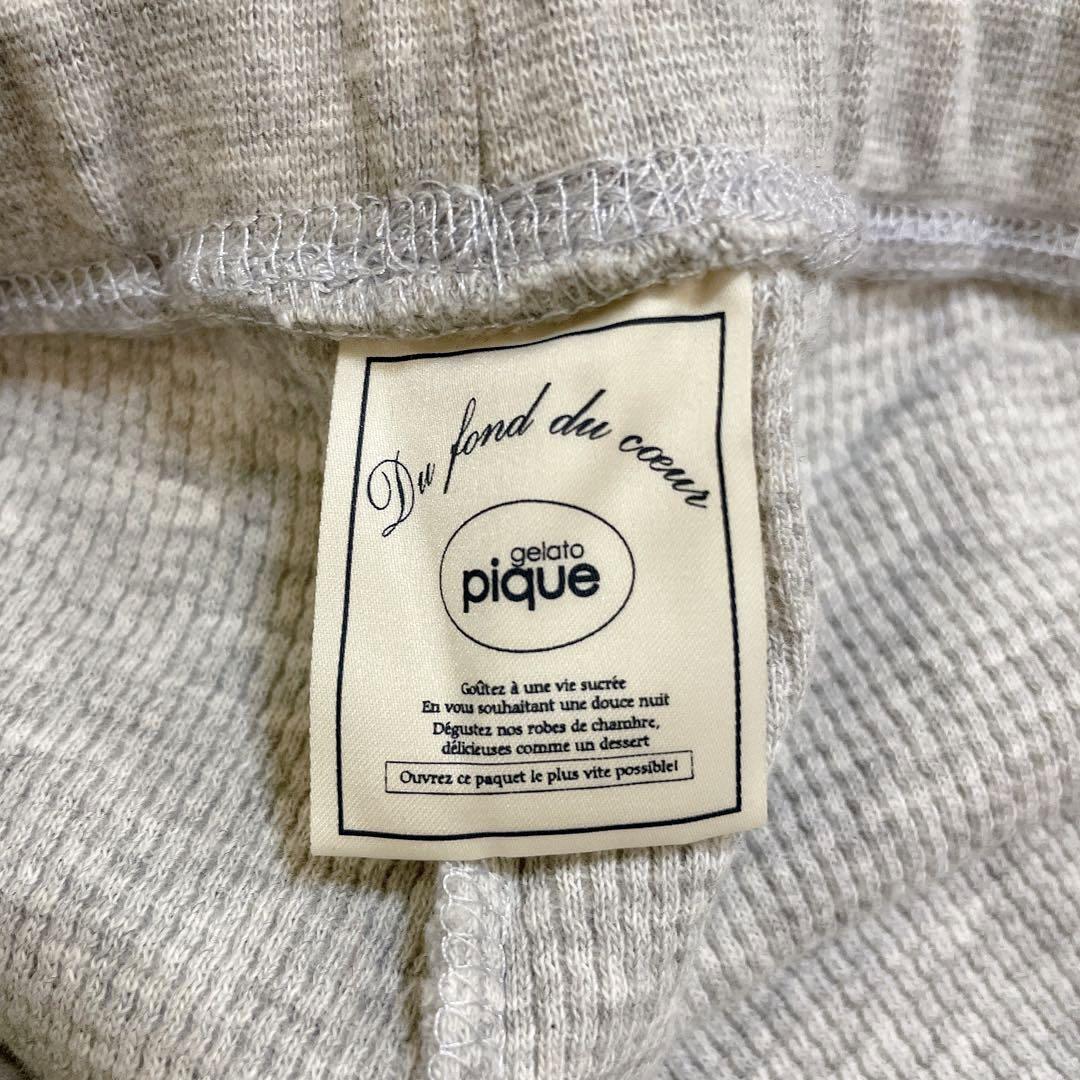 Du fond du cœur
gelato
pique
Goûtez à une vie sucrée
En vous souhaitant une douce nuit
Dégustez nos robes de chambre,
délicieuses comme un dessert
Ouvrez ce paquet le plus vite possible!